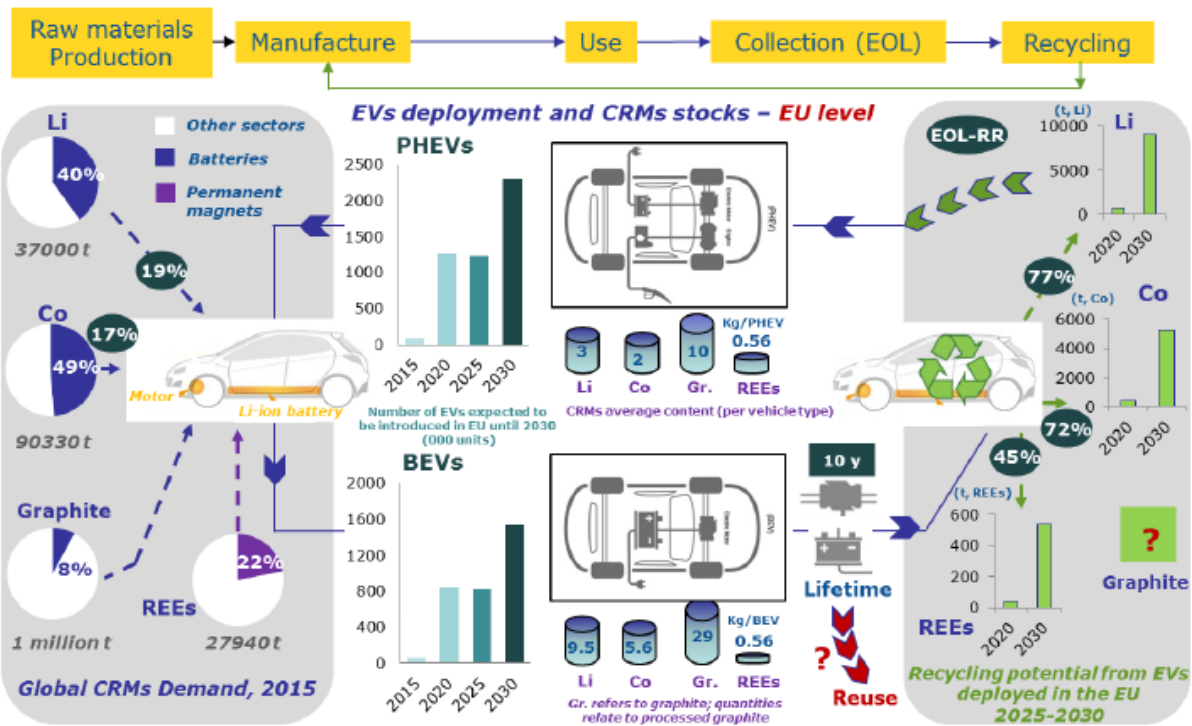 Raw materials
Production
Manufacture
Use
Collection (EOL)
Recycling
EVs deployment and CRMs stocks – EU level
Li
Other sectors
Batteries
Permanent
magnets
40%
37000 t
19%
Co
17%
49%
90330 t
Motor
Li-ion battery
Graphite
8%
1 million t
22%
REEs
27940 t
Global CRMs Demand, 2015
PHEVs
2500
2000
1500
1000
500
0
2015
2020
2025
2030
Number of EVs expected to
be introduced in EU until 2030
(000 units)
BEVs
2000
1600
1200
800
400
0
2015
2020
2025
2030
Electric Motor
Engine
(PHEV)
Kg/PHEV
3
2
10
0.56
Li
Co
Gr.
REEs
CRMs average content (per vehicle type)
Electric Motor
(BEV)
Kg/BEV
9.5
5.6
29
0.56
Li
Co
Gr.
REEs
Gr. refers to graphite; quantities
relate to processed graphite
10 y
Lifetime
?
Reuse
EOL-RR
(t, Li)
Li
10000
5000
0
2020
2030
77%
(t, Co)
Co
6000
4000
2000
0
2020
2030
72%
45%
(t, REEs)
600
400
200
0
2020
2030
REEs
?
Graphite
Recycling potential from EVs
deployed in the EU
2025-2030